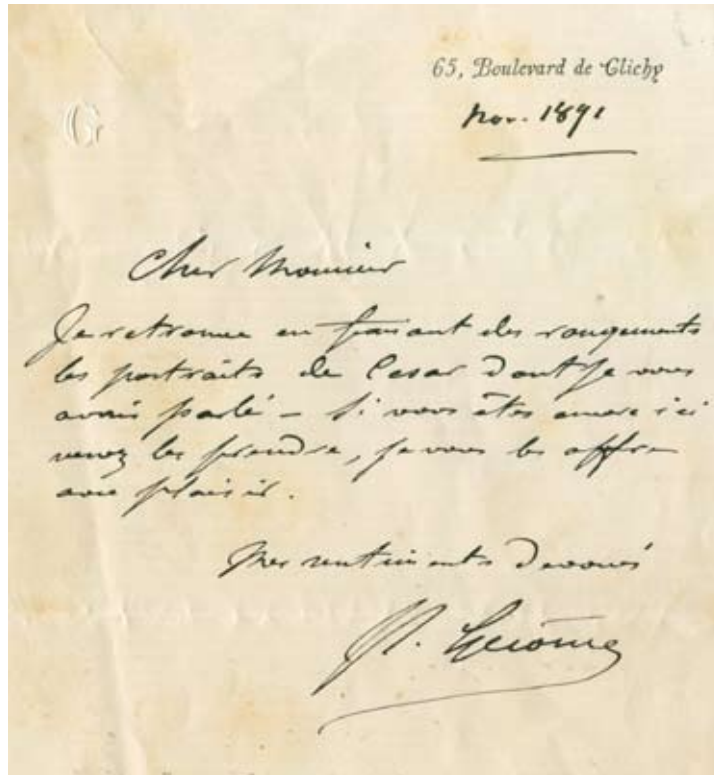 65, Boulevard de Clichy
G
nov. 1891
Cher Monsieur
Je retrouve en faisant des rangements
les portraits de Cesar dont je vous
avais parlé – Si vous êtes encore ici
venez les prendre, je vous les offre
avec plaisir.
Mes sentiments dévoués
JL. Gérôme